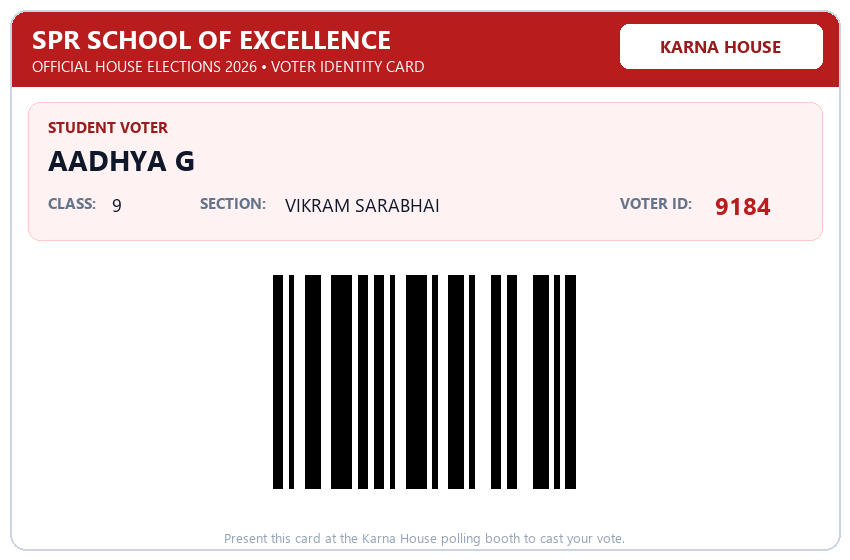 SPR SCHOOL OF EXCELLENCE
OFFICIAL HOUSE ELECTIONS 2026 • VOTER IDENTITY CARD
KARNA HOUSE
STUDENT VOTER
AADHYA G
CLASS: 9 SECTION: VIKRAM SARABHAI VOTER ID: 9184
Present this card at the Karna House polling booth to cast your vote.